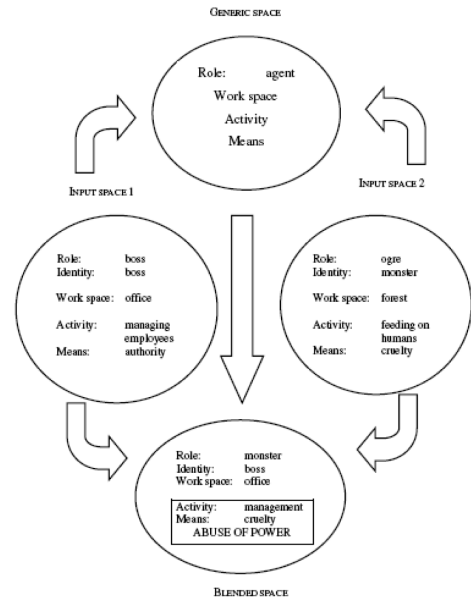 GENERIC SPACE
Role: agent
Work space
Activity
Means
INPUT SPACE 1
INPUT SPACE 2
Role: boss
Identity: boss
Work space: office
Activity: managing
employees
Means: authority
Role: ogre
Identity: monster
Work space: forest
Activity: feeding on
humans
Means: cruelty
Role: monster
Identity: boss
Work space: office
Activity: management
Means: cruelty
ABUSE OF POWER
BLENDED SPACE